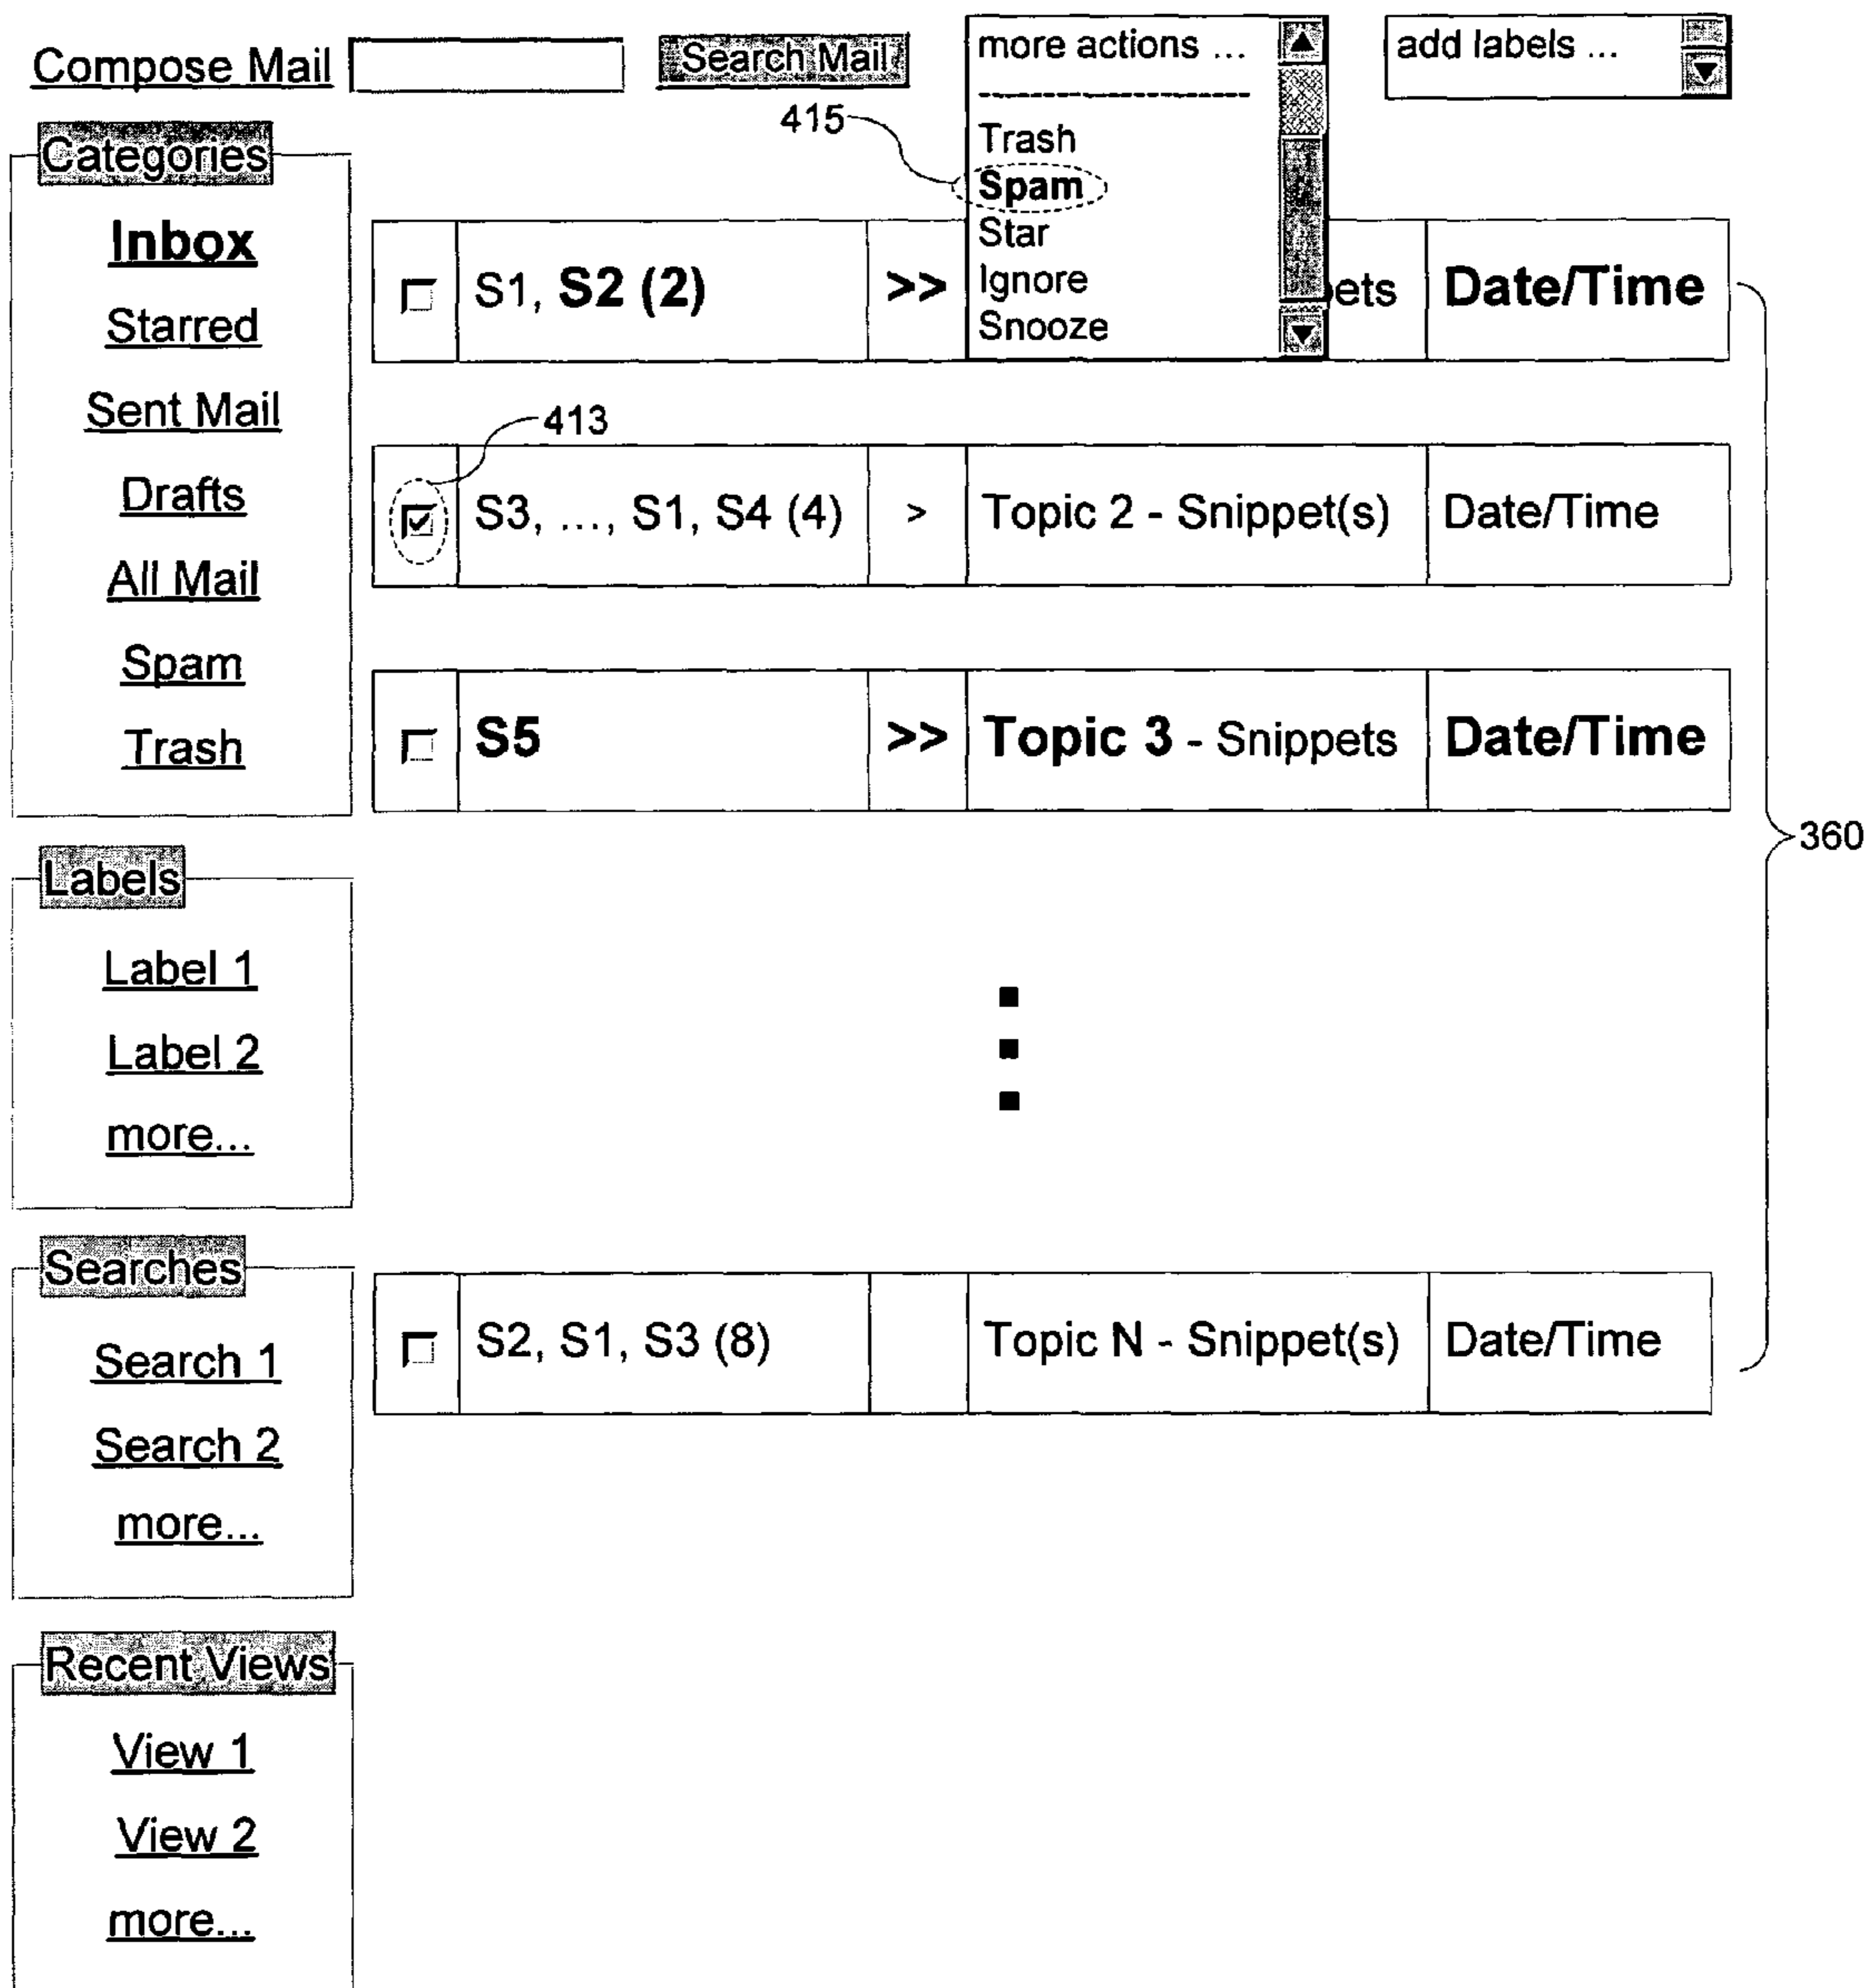 Compose Mail
Search Mail
more actions ...
Trash
Spam
Star
Ignore
Snooze
add labels ...
415
Categories
Inbox
Starred
Sent Mail
Drafts
All Mail
Spam
Trash
S1, S2 (2) >> ets Date/Time
413
S3, ..., S1, S4 (4) > Topic 2 - Snippet(s) Date/Time
S5 >> Topic 3 - Snippets Date/Time
360
Labels
Label 1
Label 2
more...
Searches
Search 1
Search 2
more...
S2, S1, S3 (8) Topic N - Snippet(s) Date/Time
Recent Views
View 1
View 2
more...